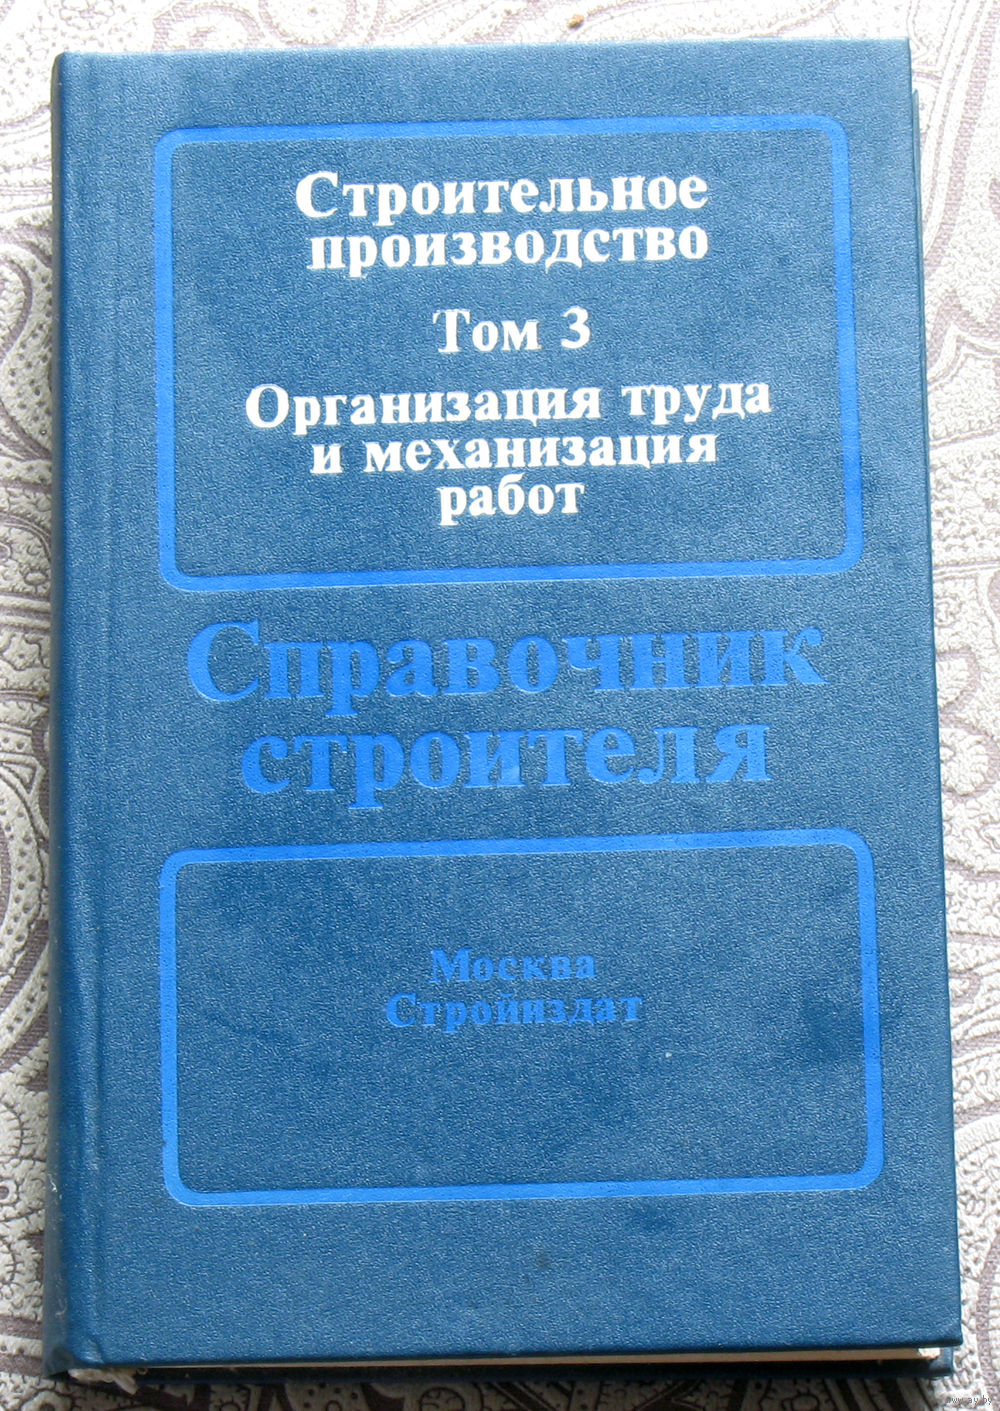 Строительное
производство
Том 3
Организация труда
и механизация
работ
Справочник
строителя
Москва
Стройиздат